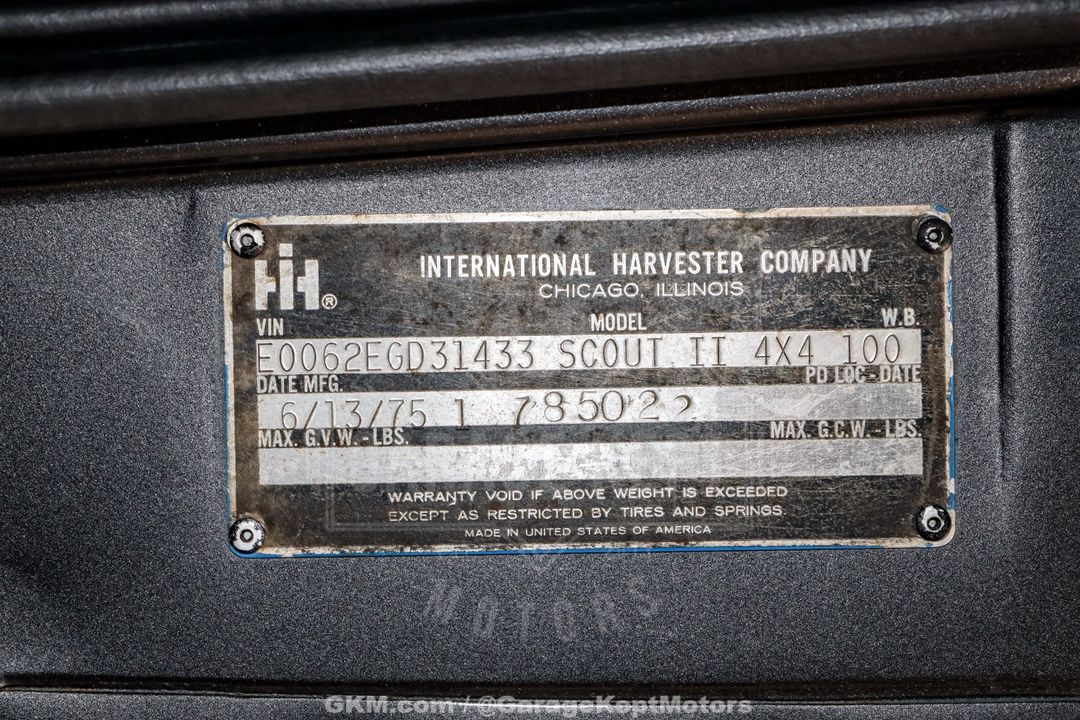 IH®
INTERNATIONAL HARVESTER COMPANY
CHICAGO, ILLINOIS
VIN MODEL W.B.
E0062EGD31433 SCOUT II 4X4 100
DATE MFG. PD LOC-DATE
6/13/75 1 785022
MAX. G.V.W.-LBS. MAX. G.C.W.-LBS.
WARRANTY VOID IF ABOVE WEIGHT IS EXCEEDED
EXCEPT AS RESTRICTED BY TIRES AND SPRINGS.
MADE IN UNITED STATES OF AMERICA
MOTORS
GKM.com / @GarageKeptMotors